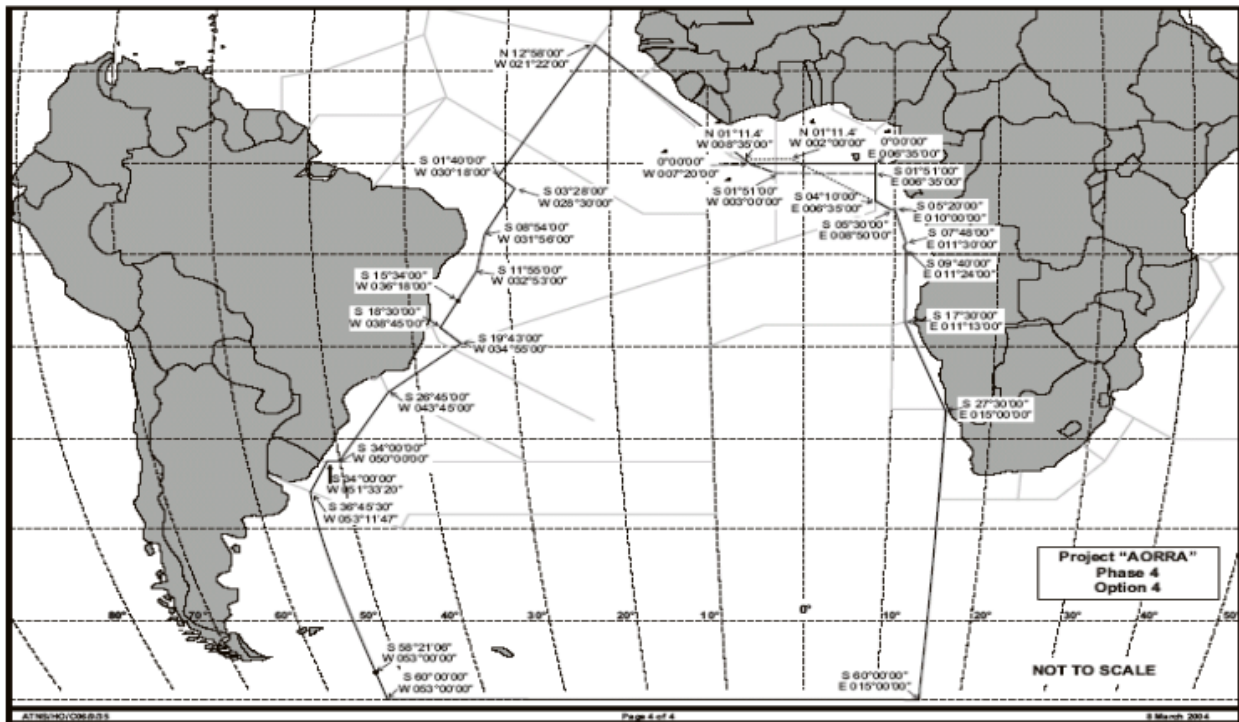 N 12°58'00"
W 021°22'00"
N 01°11.4'
W 008°35'00"
N 01°11.4'
W 002°00'00"
0°00'00"
E 006°35'00"
S 01°40'00"
W 030°18'00"
0°00'00"
W 007°20'00"
S 01°51'00"
E 006°35'00"
S 03°28'00"
W 028°30'00"
S 01°51'00"
W 003°00'00"
S 04°10'00"
E 006°35'00"
S 05°20'00"
E 010°00'00"
S 05°30'00"
E 008°50'00"
S 08°54'00"
W 031°56'00"
S 07°48'00"
E 011°30'00"
S 09°40'00"
E 011°24'00"
S 15°34'00"
W 036°18'00"
S 11°55'00"
W 032°53'00"
S 18°30'00"
W 038°45'00"
S 17°30'00"
E 011°13'00"
S 19°43'00"
W 034°55'00"
S 26°45'00"
W 043°45'00"
S 27°30'00"
E 015°00'00"
S 34°00'00"
W 050°00'00"
S 34°00'00"
W 051°33'20"
S 36°45'30"
W 053°11'47"
Project "AORRA"
Phase 4
Option 4
80° 70° 60° 50° 40° 30° 20° 10° 0° 10° 20° 30° 40° 50°
S 58°21'06"
W 053°00'00"
S 60°00'00"
W 053°00'00"
S 60°00'00"
E 015°00'00"
NOT TO SCALE
Page 4 of 4
8 March 2004